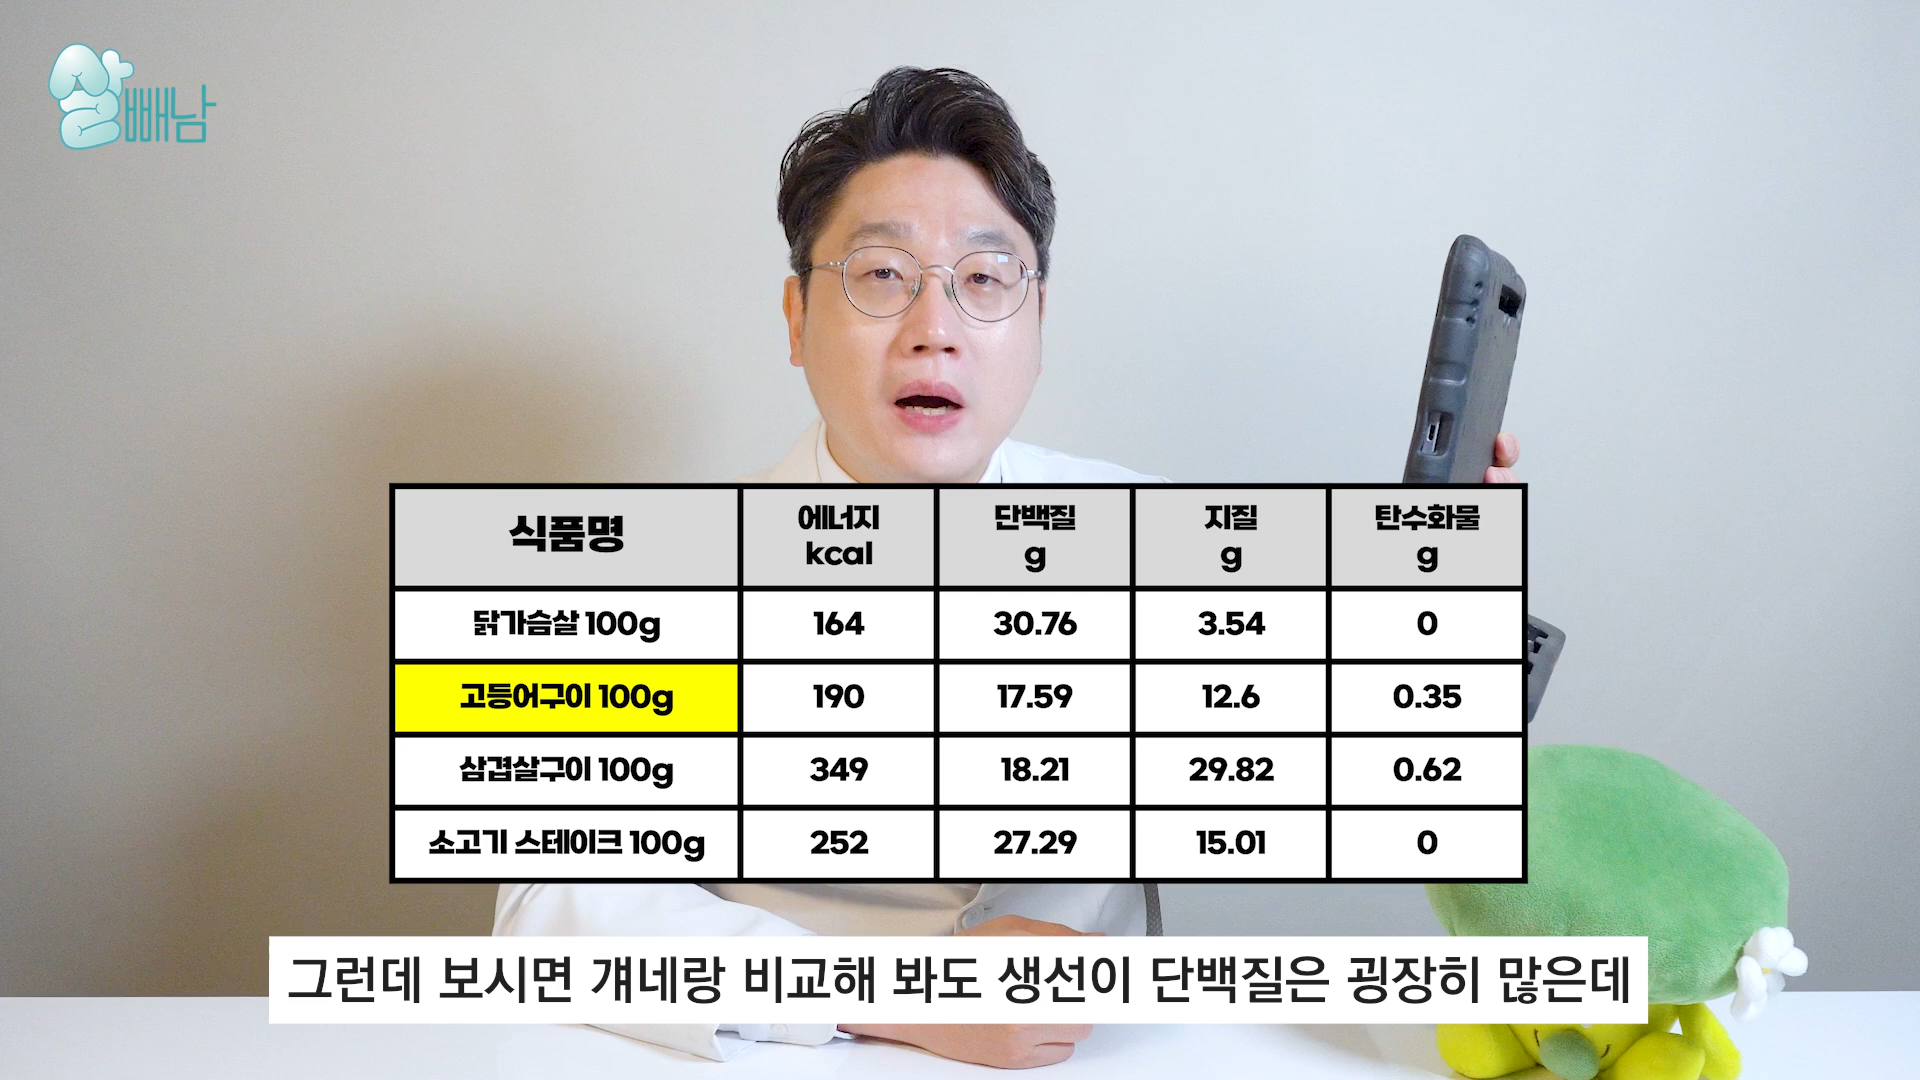 살빼남
식품명 에너지 kcal 단백질 g 지질 g 탄수화물 g
닭가슴살 100g 164 30.76 3.54 0
고등어구이 100g 190 17.59 12.6 0.35
삼겹살구이 100g 349 18.21 29.82 0.62
소고기 스테이크 100g 252 27.29 15.01 0
그런데 보시면 걔네랑 비교해 봐도 생선이 단백질은 굉장히 많은데